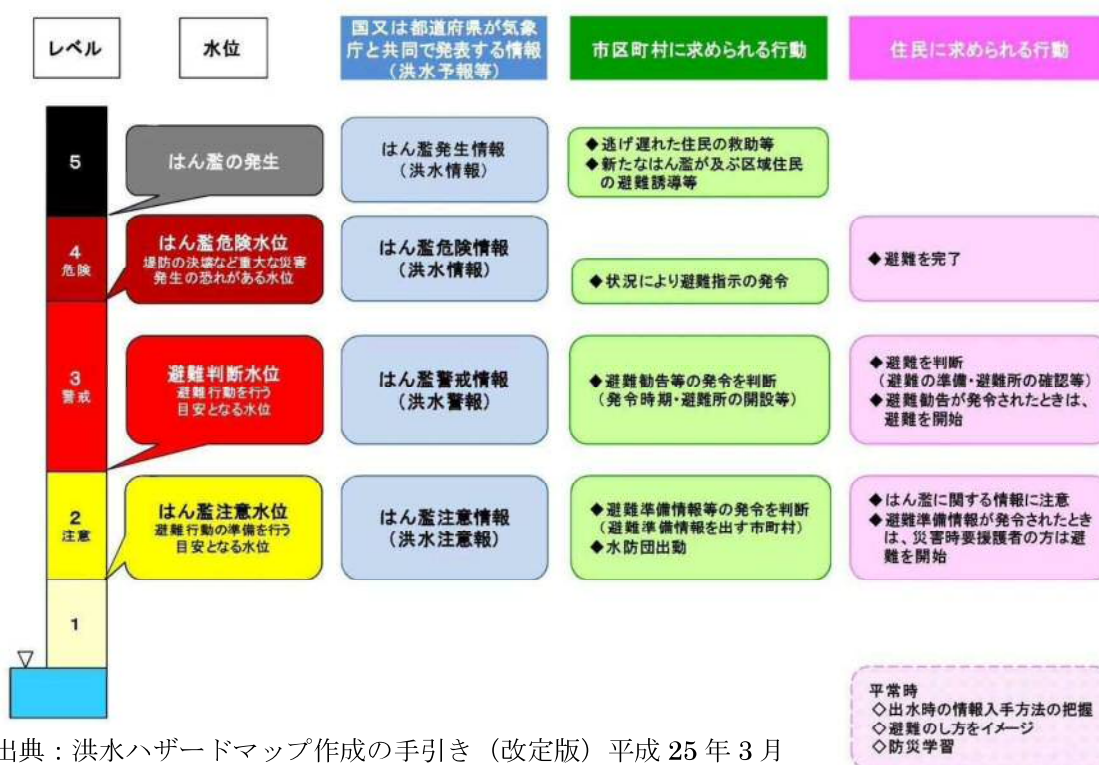 レベル
水位
国又は都道府県が気象
庁と共同で発表する情報
(洪水予報等)
市区町村に求められる行動
住民に求められる行動
5
はん濫の発生
はん濫発生情報
(洪水情報)
◆逃げ遅れた住民の救助等
◆新たなはん濫が及ぶ区域住民
の避難誘導等
4
危険
はん濫危険水位
堤防の決壊など重大な災害
発生の恐れがある水位
はん濫危険情報
(洪水情報)
◆状況により避難指示の発令
◆避難を完了
3
警戒
避難判断水位
避難行動を行う
目安となる水位
はん濫警戒情報
(洪水警報)
◆避難勧告等の発令を判断
(発令時期・避難所の開設等)
◆避難を判断
(避難の準備・避難所の確認等)
◆避難勧告が発令されたときは、
避難を開始
2
注意
はん濫注意水位
避難行動の準備を行う
目安となる水位
はん濫注意情報
(洪水注意報)
◆避難準備情報等の発令を判断
(避難準備情報を出す市町村)
◆水防団出動
◆はん濫に関する情報に注意
◆避難準備情報が発令されたとき
は、災害時要援護者の方は避
難を開始
1
▽
平常時
◇出水時の情報入手方法の把握
◇避難のし方をイメージ
◇防災学習
出典：洪水ハザードマップ作成の手引き（改定版）平成 25 年 3 月